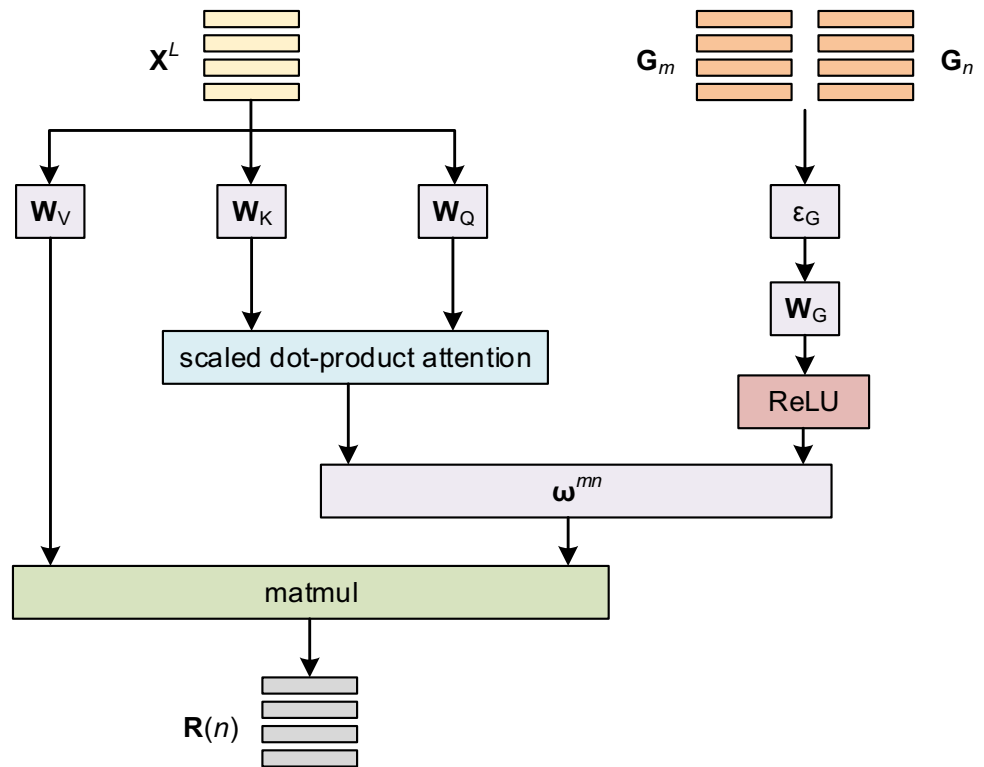 X^L
G_m
G_n
W_V
W_K
W_Q
ε_G
W_G
scaled dot-product attention
ReLU
ω^mn
matmul
R(n)